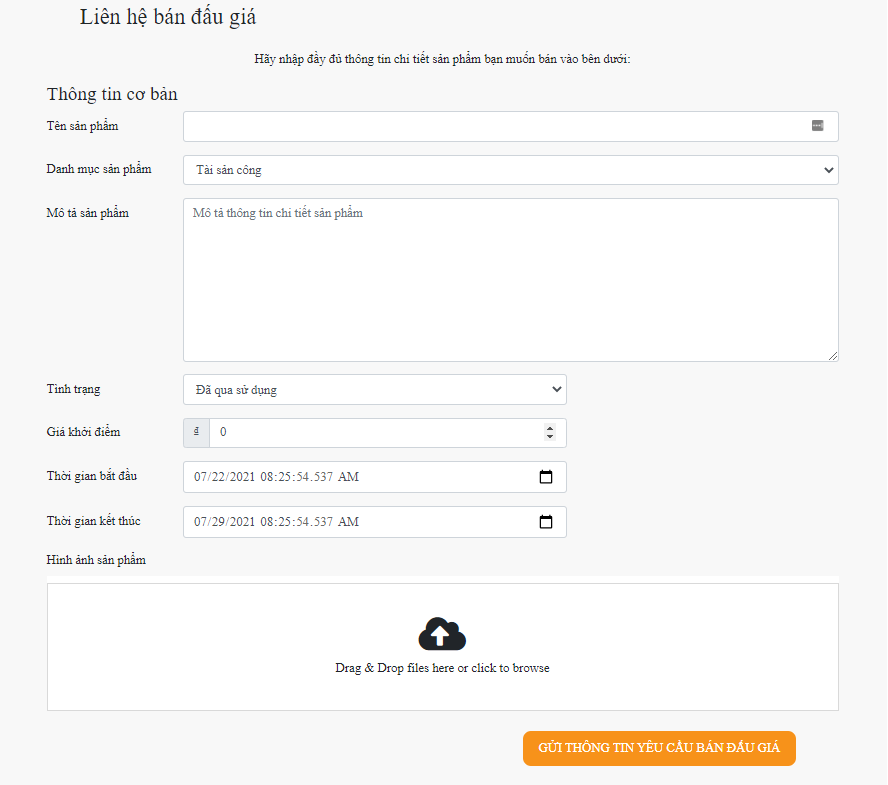 Liên hệ bán đấu giá
Hãy nhập đầy đủ thông tin chi tiết sản phẩm bạn muốn bán vào bên dưới:
Thông tin cơ bản
Tên sản phẩm
Danh mục sản phẩm
Tài sản công
Mô tả sản phẩm
Mô tả thông tin chi tiết sản phẩm
Tình trạng
Đã qua sử dụng
Giá khởi điểm
₫ 0
Thời gian bắt đầu
07/22/2021 08:25:54.537 AM
Thời gian kết thúc
07/29/2021 08:25:54.537 AM
Hình ảnh sản phẩm
Drag & Drop files here or click to browse
GỬI THÔNG TIN YÊU CẦU BÁN ĐẤU GIÁ